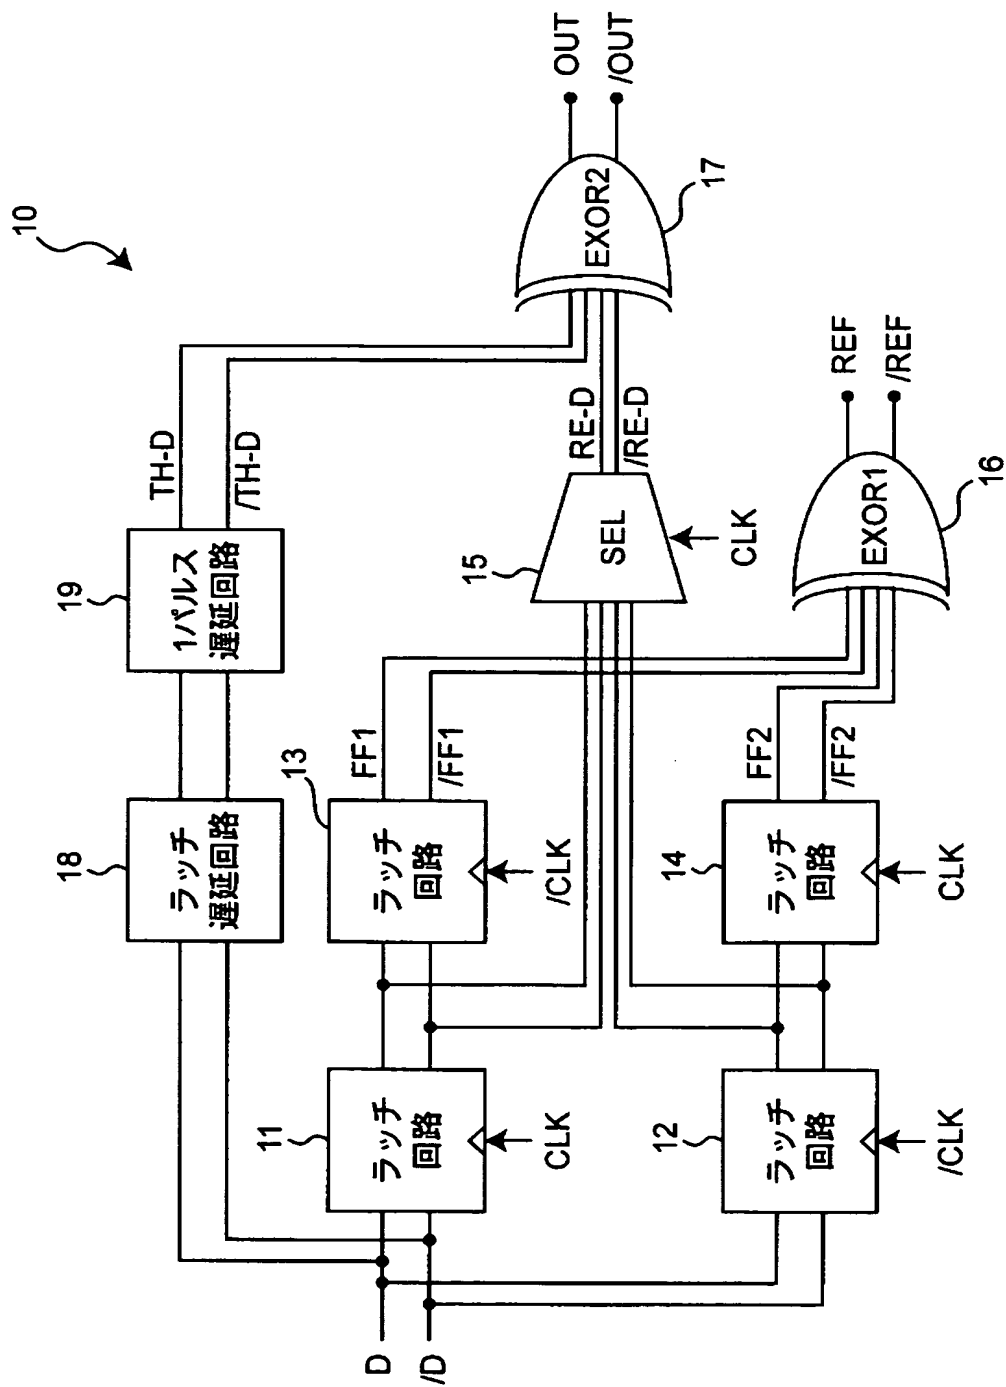 10
18
ラッチ
遅延回路
19
1パルス
遅延回路
TH-D
/TH-D
EXOR2
17
OUT
/OUT
D
/D
11
ラッチ
回路
CLK
13
ラッチ
回路
/CLK
FF1
/FF1
15
SEL
CLK
RE-D
/RE-D
12
ラッチ
回路
/CLK
14
ラッチ
回路
CLK
FF2
/FF2
EXOR1
16
REF
/REF